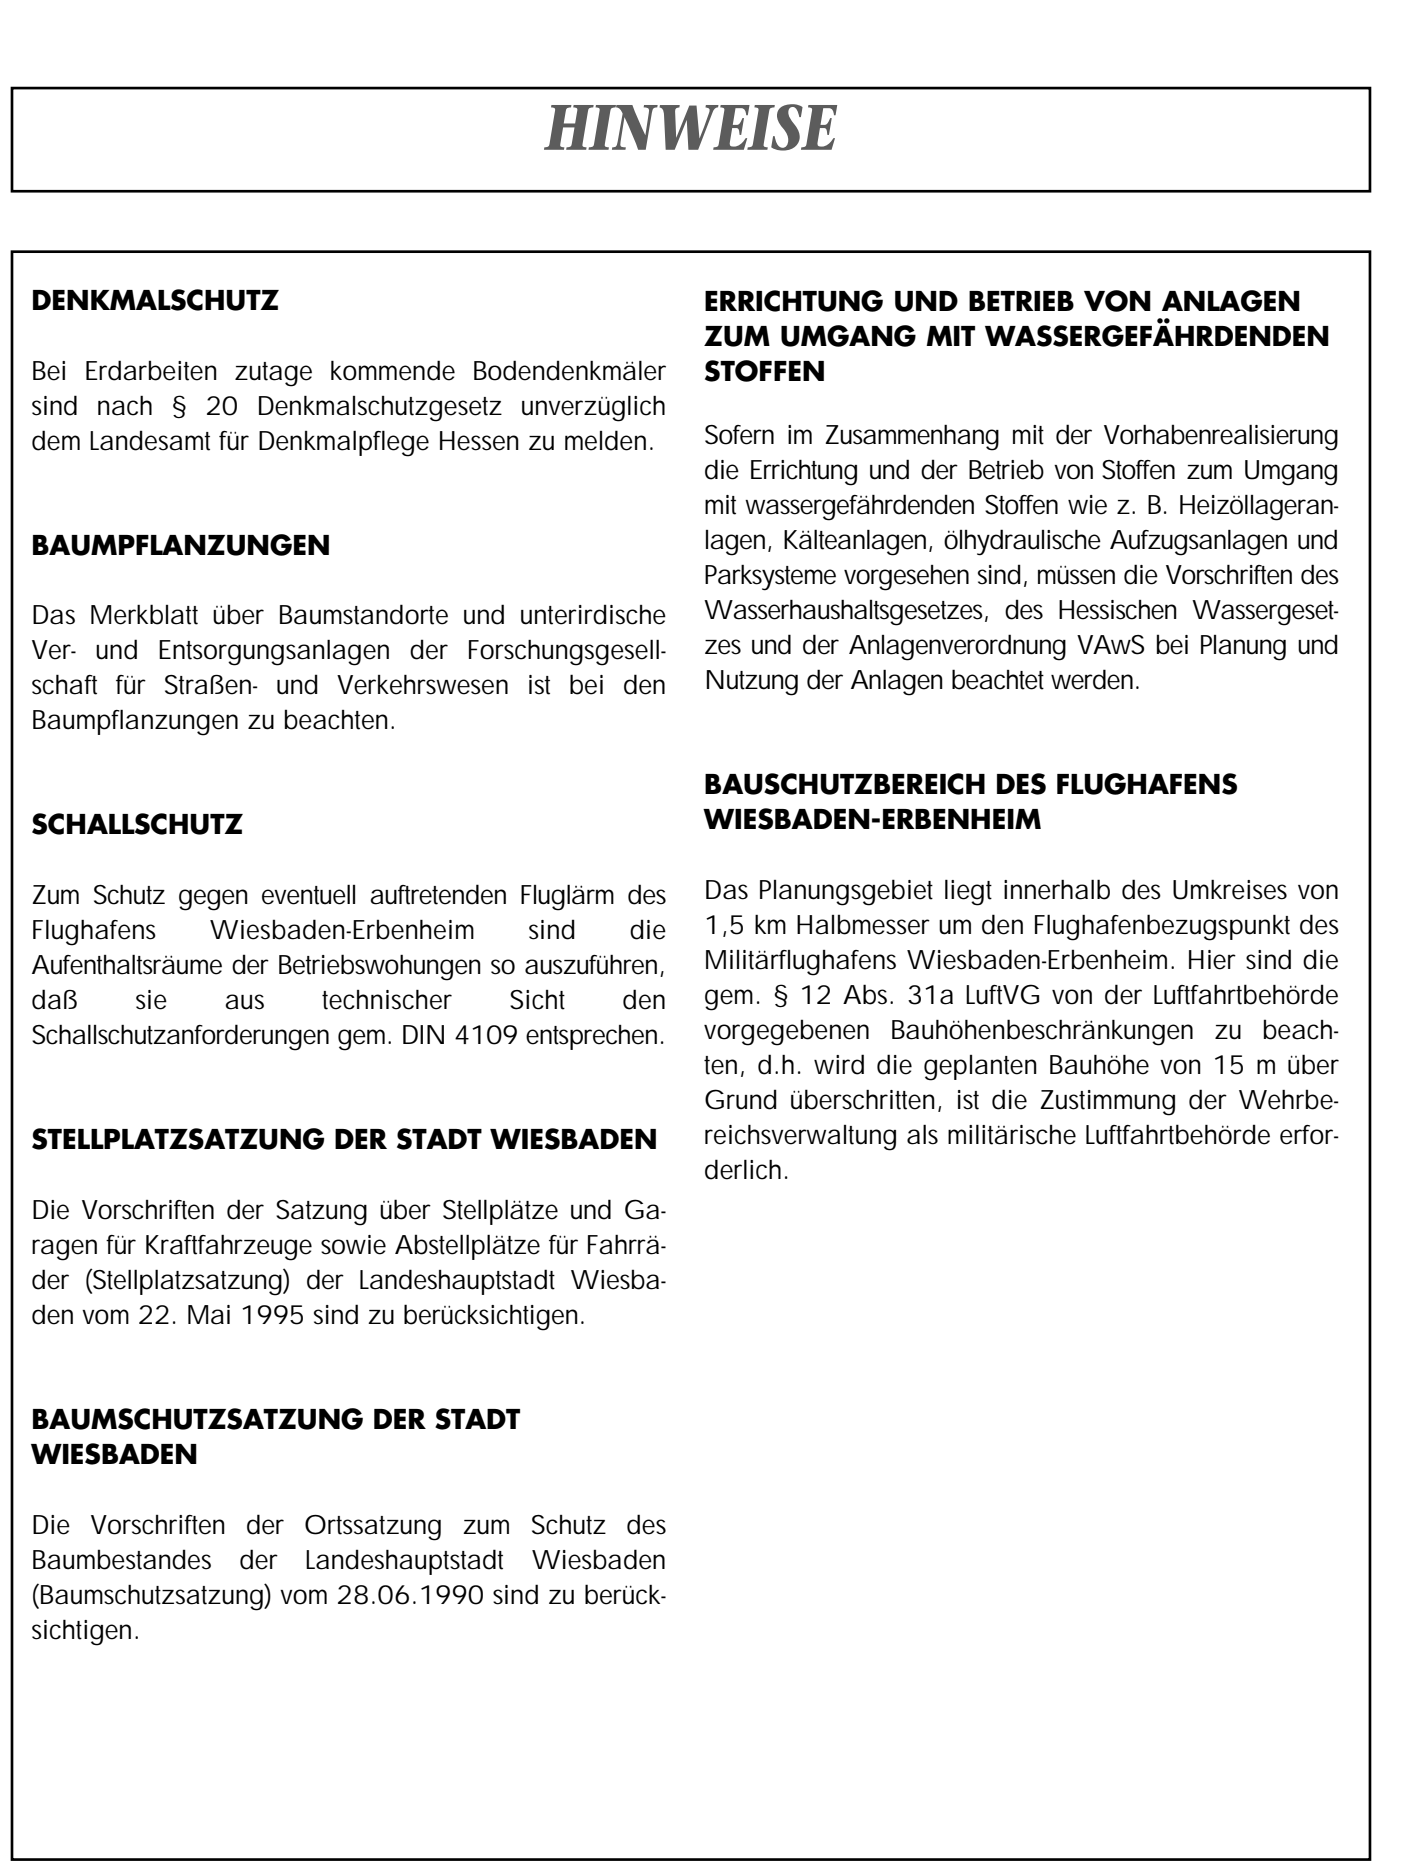 HINWEISE
DENKMALSCHUTZ
Bei Erdarbeiten zutage kommende Bodendenkmäler
sind nach § 20 Denkmalschutzgesetz unverzüglich
dem Landesamt für Denkmalpflege Hessen zu melden.
BAUMPFLANZUNGEN
Das Merkblatt über Baumstandorte und unterirdische
Ver- und Entsorgungsanlagen der Forschungsgesell-
schaft für Straßen- und Verkehrswesen ist bei den
Baumpflanzungen zu beachten.
SCHALLSCHUTZ
Zum Schutz gegen eventuell auftretenden Fluglärm des
Flughafens Wiesbaden-Erbenheim sind die
Aufenthaltsräume der Betriebswohungen so auszuführen,
daß sie aus technischer Sicht den
Schallschutzanforderungen gem. DIN 4109 entsprechen.
STELLPLATZSATZUNG DER STADT WIESBADEN
Die Vorschriften der Satzung über Stellplätze und Ga-
ragen für Kraftfahrzeuge sowie Abstellplätze für Fahrrä-
der (Stellplatzsatzung) der Landeshauptstadt Wiesba-
den vom 22. Mai 1995 sind zu berücksichtigen.
BAUMSCHUTZSATZUNG DER STADT
WIESBADEN
Die Vorschriften der Ortssatzung zum Schutz des
Baumbestandes der Landeshauptstadt Wiesbaden
(Baumschutzsatzung) vom 28.06.1990 sind zu berück-
sichtigen.
ERRICHTUNG UND BETRIEB VON ANLAGEN
ZUM UMGANG MIT WASSERGEFÄHRDENDEN
STOFFEN
Sofern im Zusammenhang mit der Vorhabenrealisierung
die Errichtung und der Betrieb von Stoffen zum Umgang
mit wassergefährdenden Stoffen wie z. B. Heizöllageran-
lagen, Kälteanlagen, ölhydraulische Aufzugsanlagen und
Parksysteme vorgesehen sind, müssen die Vorschriften des
Wasserhaushaltsgesetzes, des Hessischen Wassergeset-
zes und der Anlagenverordnung VAwS bei Planung und
Nutzung der Anlagen beachtet werden.
BAUSCHUTZBEREICH DES FLUGHAFENS
WIESBADEN-ERBENHEIM
Das Planungsgebiet liegt innerhalb des Umkreises von
1,5 km Halbmesser um den Flughafenbezugspunkt des
Militärflughafens Wiesbaden-Erbenheim. Hier sind die
gem. § 12 Abs. 31a LuftVG von der Luftfahrtbehörde
vorgegebenen Bauhöhenbeschränkungen zu beach-
ten, d.h. wird die geplanten Bauhöhe von 15 m über
Grund überschritten, ist die Zustimmung der Wehrbe-
reichsverwaltung als militärische Luftfahrtbehörde erfor-
derlich.